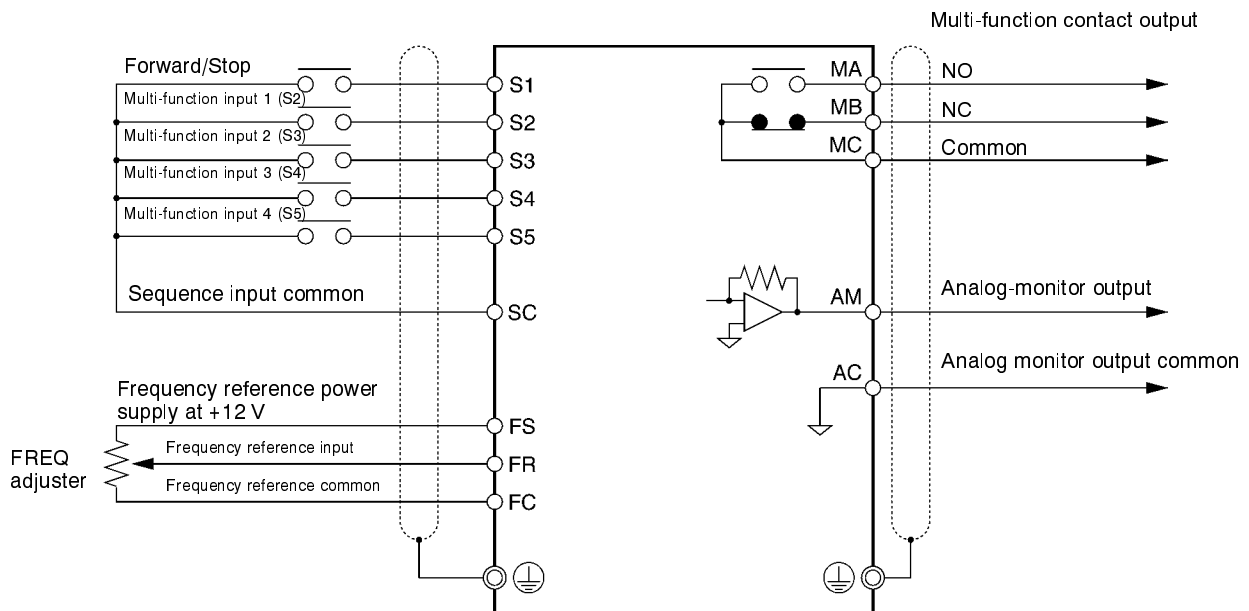 Multi-function contact output
Forward/Stop
S1
Multi-function input 1 (S2)
S2
Multi-function input 2 (S3)
S3
Multi-function input 3 (S4)
S4
Multi-function input 4 (S5)
S5
Sequence input common
SC
Frequency reference power
supply at +12 V
FS
FREQ
adjuster
Frequency reference input
FR
Frequency reference common
FC
MA
NO
MB
NC
MC
Common
AM
Analog-monitor output
AC
Analog monitor output common